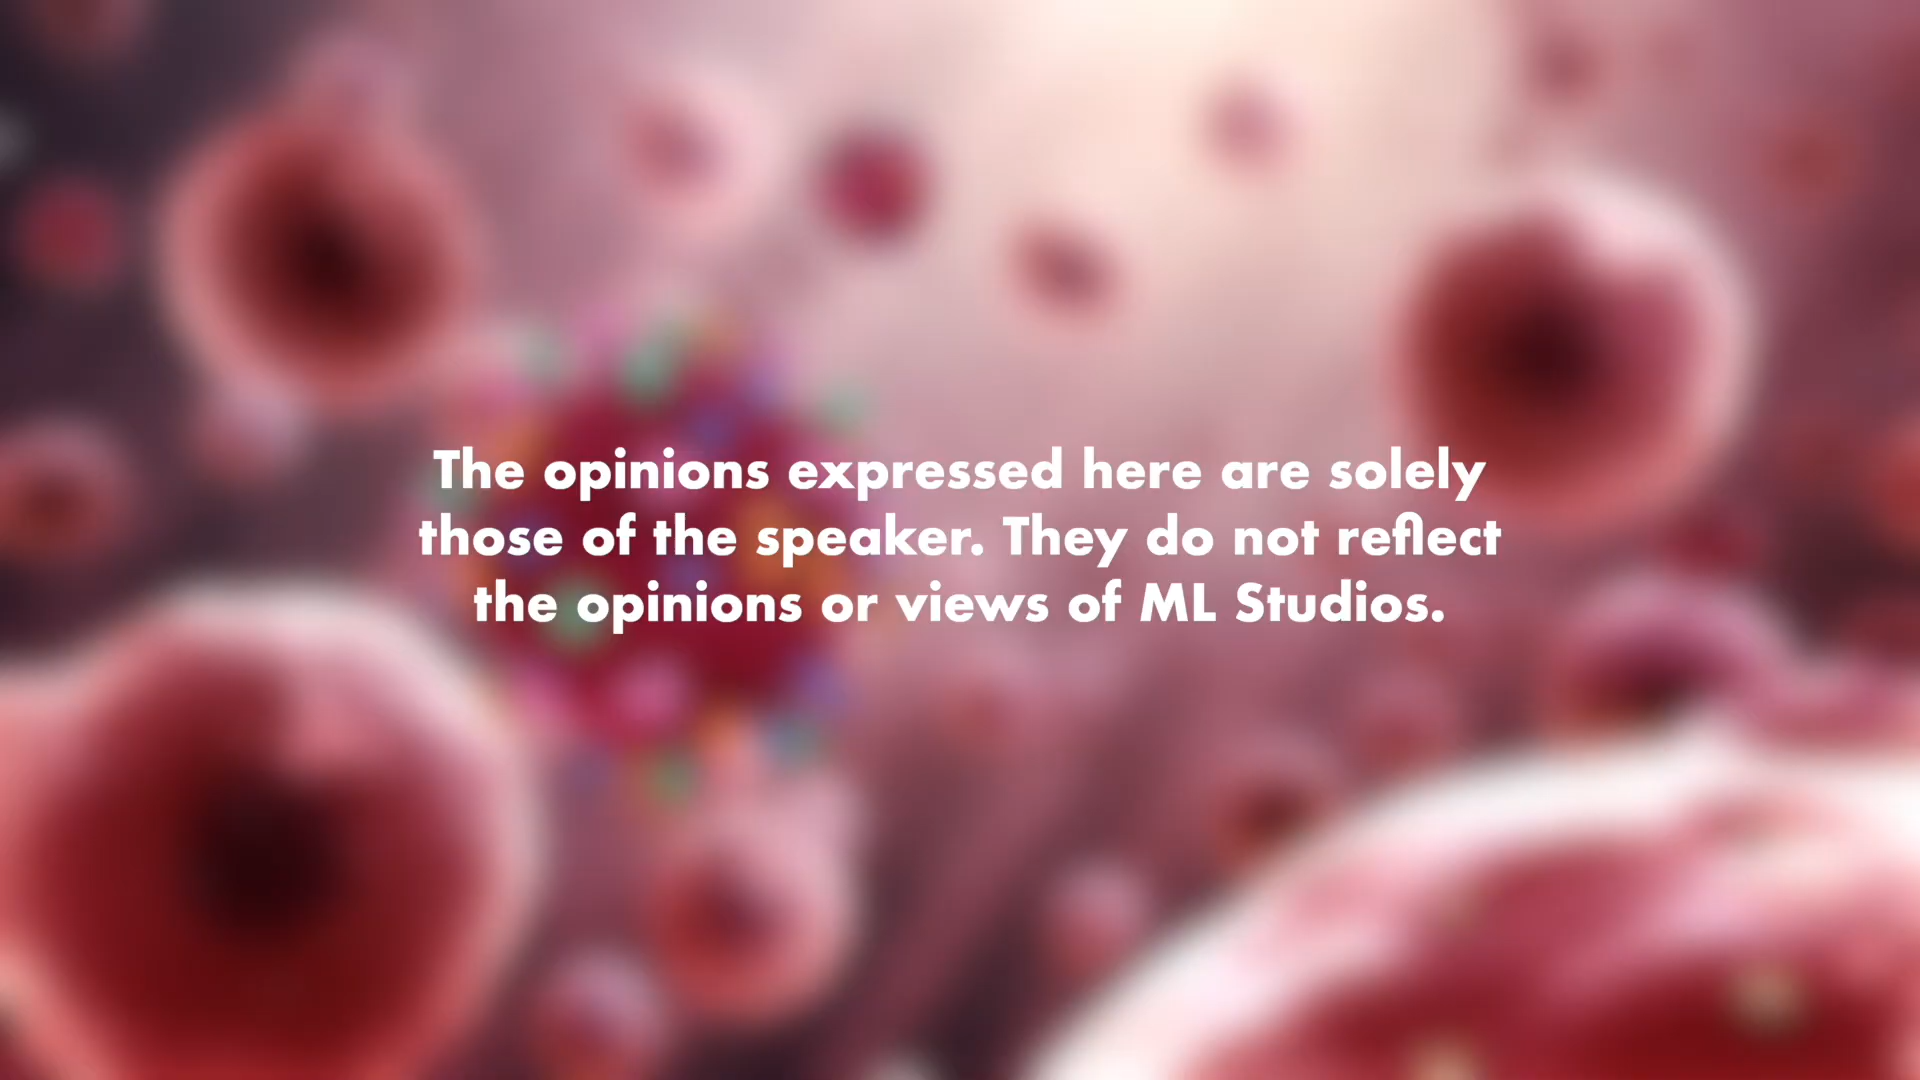 The opinions expressed here are solely
those of the speaker. They do not reflect
the opinions or views of ML Studios.